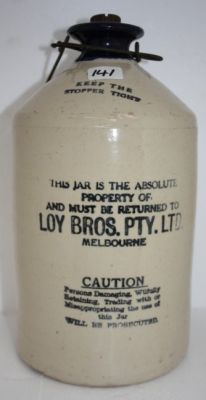 141
KEEP THE
STOPPER TIGHT
THIS JAR IS THE ABSOLUTE
PROPERTY OF
AND MUST BE RETURNED TO
LOY BROS. PTY. LTD.
MELBOURNE
CAUTION
Persons Damaging, Wilfully
Retaining, Trading with or
Misappropriating the use of
this Jar
WILL BE PROSECUTED.